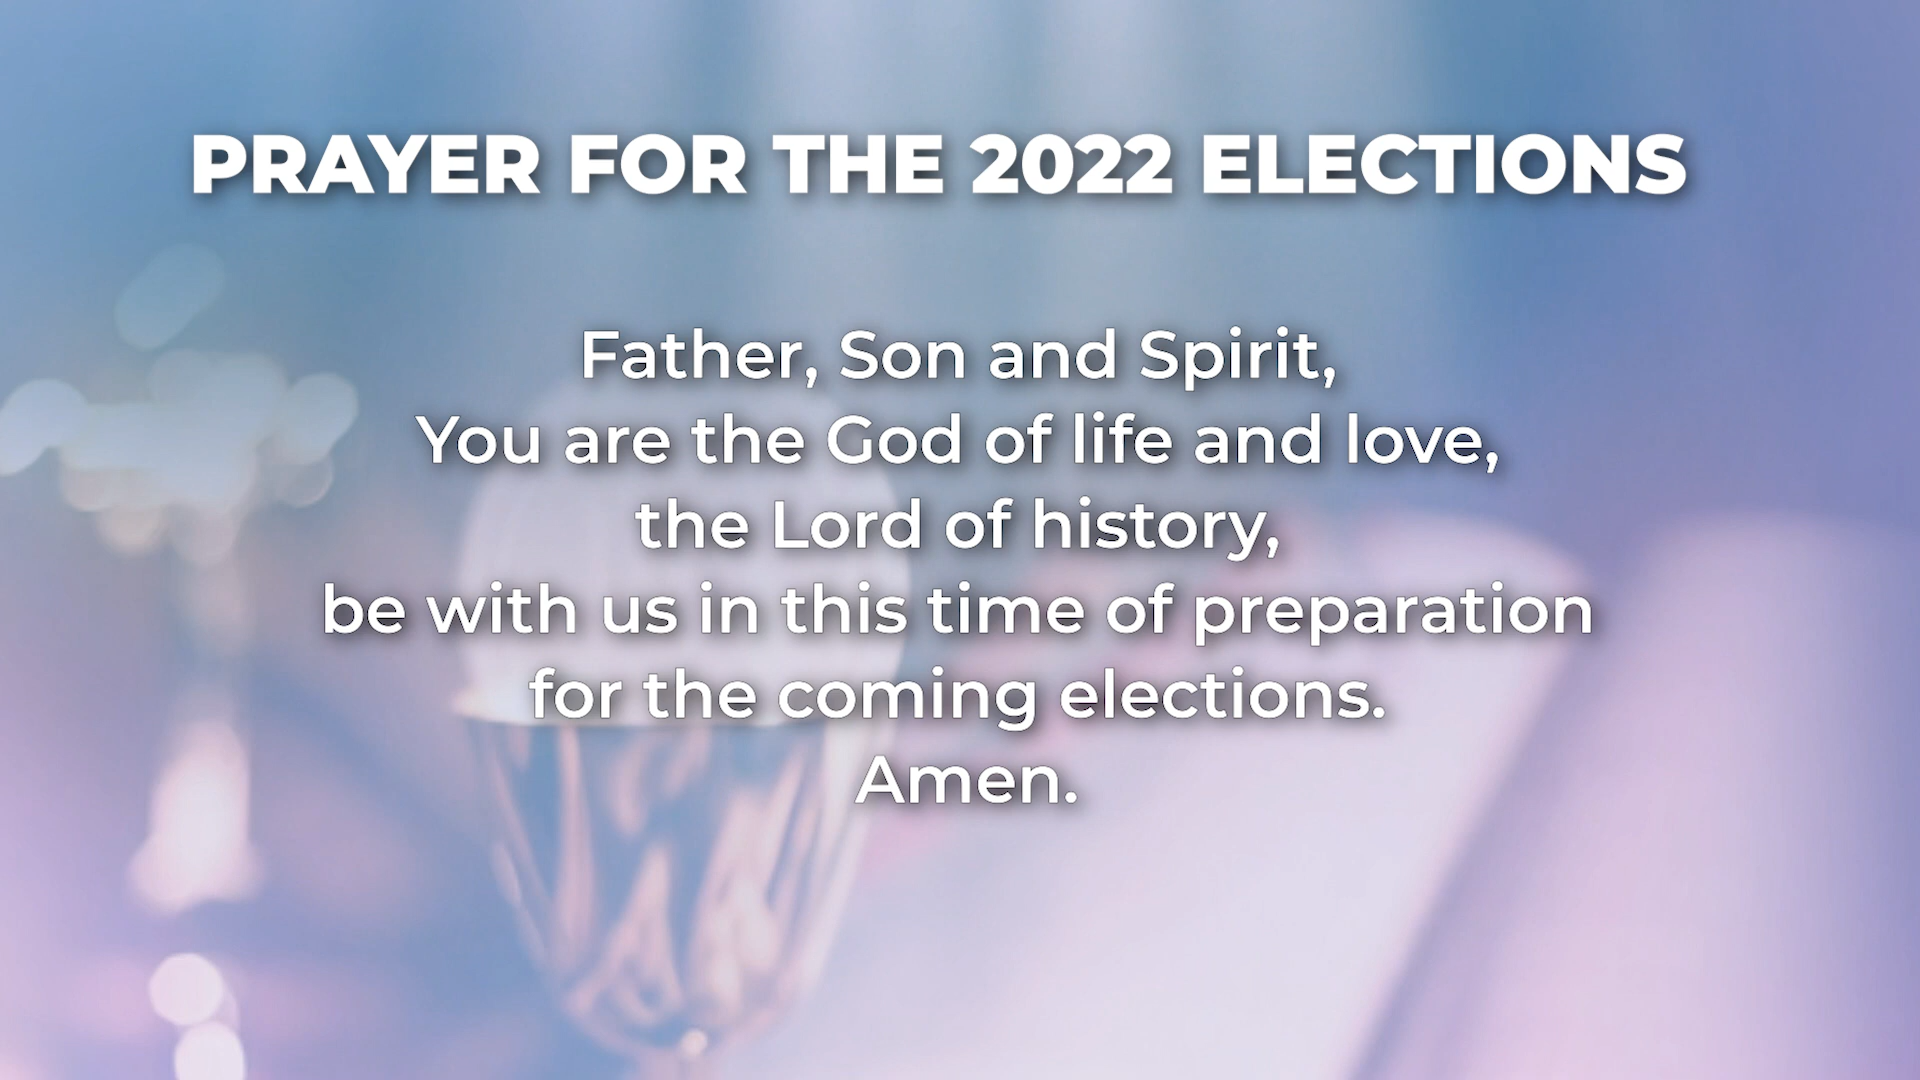 PRAYER FOR THE 2022 ELECTIONS
Father, Son and Spirit,
You are the God of life and love,
the Lord of history,
be with us in this time of preparation
for the coming elections.
Amen.